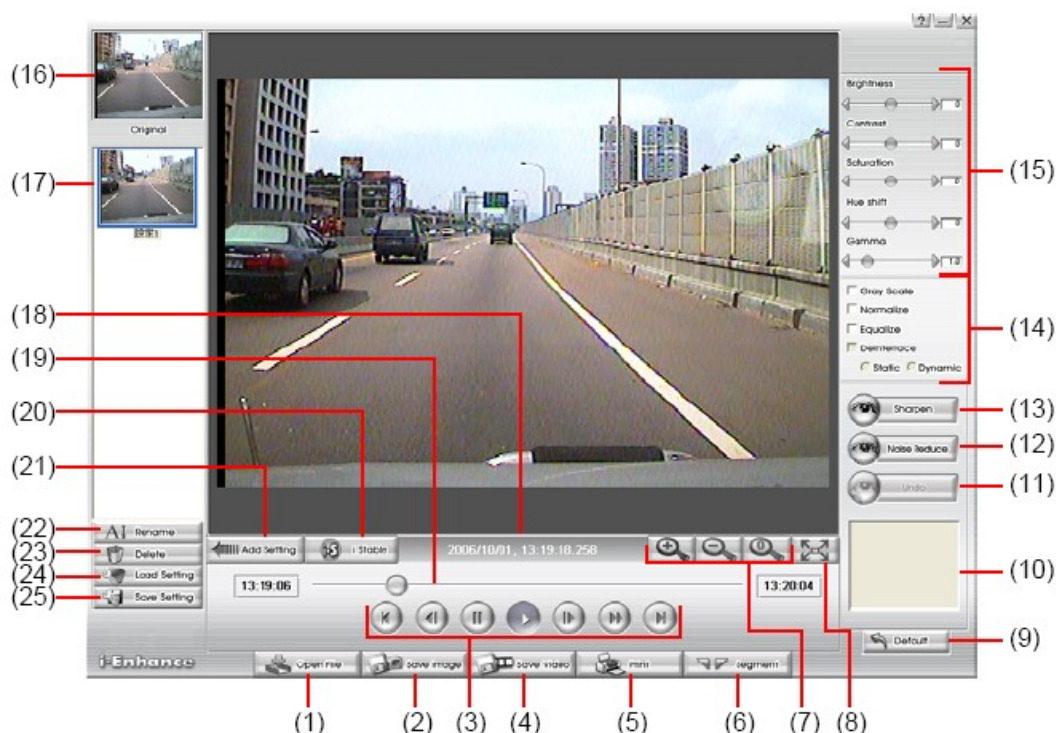 (16)
Original
(17)
設定1
(18)
(19)
(20)
(21)
(22) Rename
(23) Delete
(24) Load Setting
(25) Save Setting
i-Enhance
? — X
Brightness
0
Contrast
0
Saturation
0
Hue shift
0
Gamma
1.0
(15)
Gray Scale
Normalize
Equalize
Deinterlace
Static Dynamic
(14)
Sharpen (13)
Noise Reduce (12)
Undo (11)
(10)
Default (9)
Add Setting i Stable 2006/10/01, 13:19:18.258
13:19:06 13:20:04
Open File Save Image Save Video Print Segment
(1) (2) (3) (4) (5) (6) (7) (8)